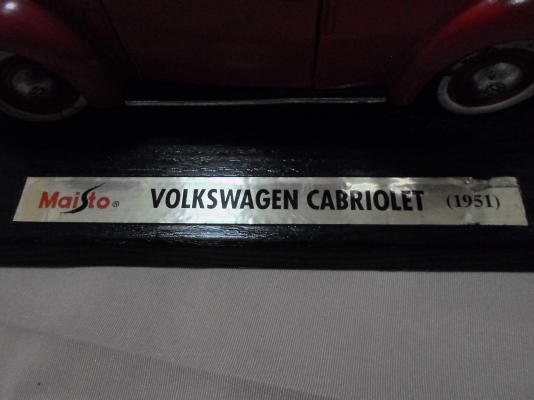 Maisto® VOLKSWAGEN CABRIOLET (1951)